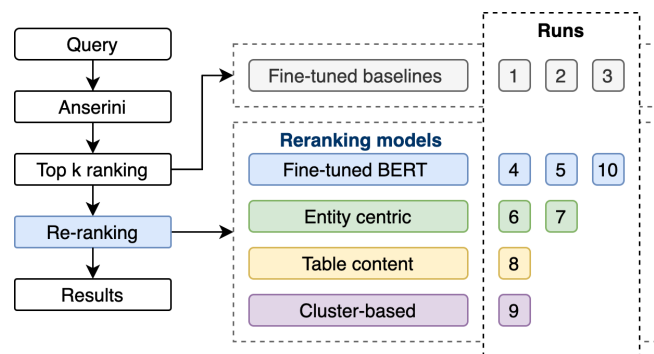 Query
Anserini
Top k ranking
Re-ranking
Results
Runs
Fine-tuned baselines 1 2 3
Reranking models
Fine-tuned BERT 4 5 10
Entity centric 6 7
Table content 8
Cluster-based 9